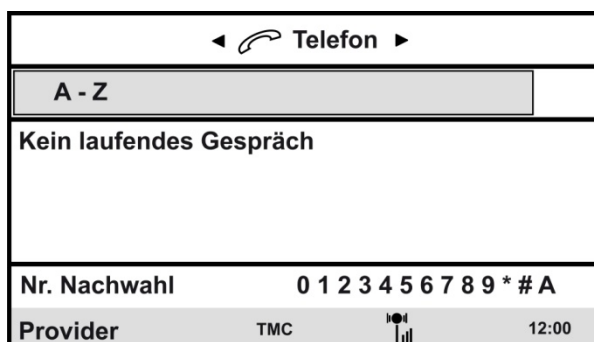 Telefon
A - Z
Kein laufendes Gespräch
Nr. Nachwahl 0 1 2 3 4 5 6 7 8 9 * # A
Provider TMC 12:00